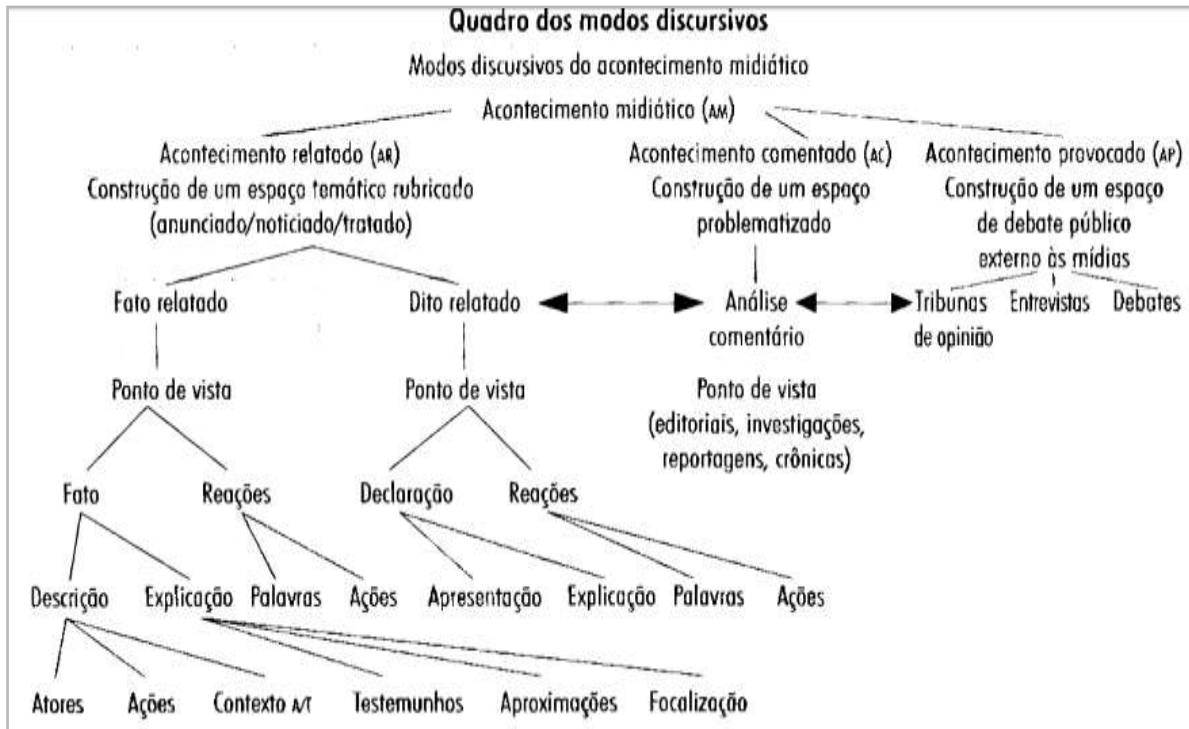 Quadro dos modos discursivos
Modos discursivos do acontecimento midiático
Acontecimento midiático (AM)
Acontecimento relatado (AR)
Construção de um espaço temático rubricado
(anunciado/noticiado/tratado)
Acontecimento comentado (AC)
Construção de um espaço
problematizado
Acontecimento provocado (AP)
Construção de um espaço
de debate público
externo às mídias
Fato relatado
Dito relatado
Análise
comentário
Tribunas
de opinião
Entrevistas
Debates
Ponto de vista
Ponto de vista
Ponto de vista
(editoriais, investigações,
reportagens, crônicas)
Fato
Reações
Declaração
Reações
Descrição
Explicação
Palavras
Ações
Apresentação
Explicação
Palavras
Ações
Atores
Ações
Contexto A/T
Testemunhos
Aproximações
Focalização